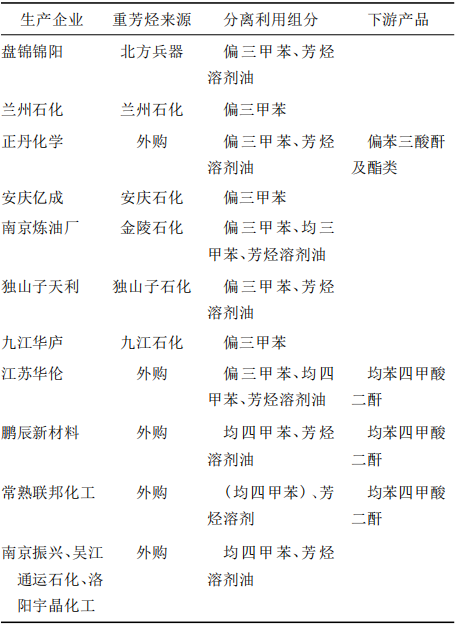 生产企业 重芳烃来源 分离利用组分 下游产品
盘锦锦阳 北方兵器 偏三甲苯、芳烃
溶剂油
兰州石化 兰州石化 偏三甲苯
正丹化学 外购 偏三甲苯、芳烃 偏苯三酸酐
溶剂油 及酯类
安庆亿成 安庆石化 偏三甲苯
南京炼油厂 金陵石化 偏三甲苯、均三
甲苯、芳烃溶剂油
独山子天利 独山子石化 偏三甲苯、芳烃
溶剂油
九江华庐 九江石化 偏三甲苯
江苏华伦 外购 偏三甲苯、均四 均苯四甲酸
甲苯、芳烃溶剂油 二酐
鹏辰新材料 外购 均四甲苯、芳烃 均苯四甲酸
溶剂油 二酐
常熟联邦化工 外购 (均四甲苯)、芳 均苯四甲酸
烃溶剂 二酐
南京振兴、吴江 外购 均四甲苯、芳烃
通运石化、洛 溶剂油
阳宇晶化工